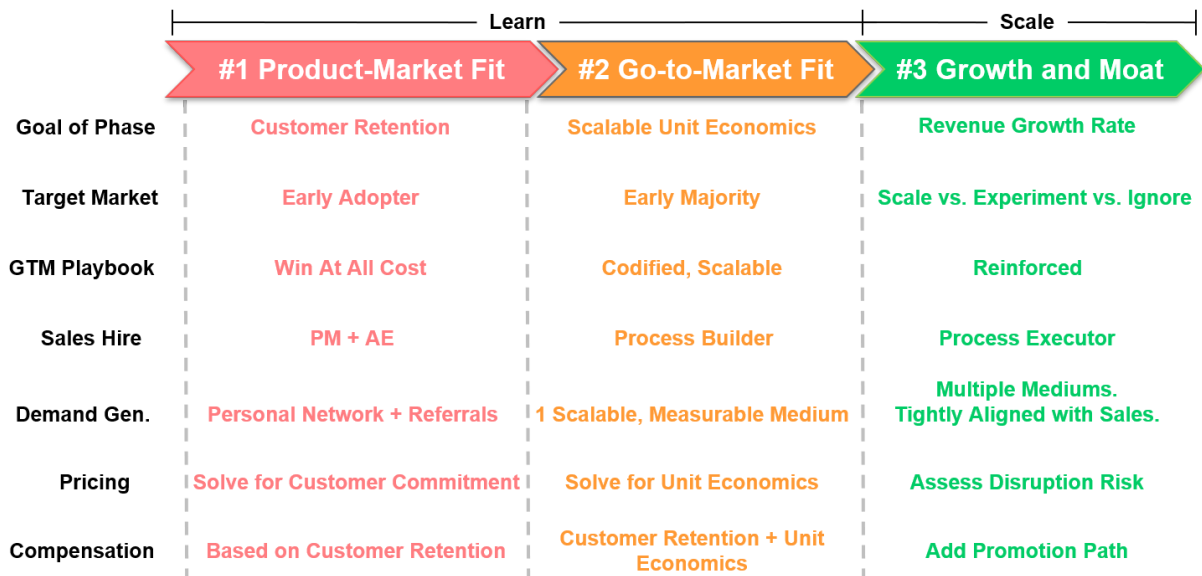 Learn
Scale
#1 Product-Market Fit
#2 Go-to-Market Fit
#3 Growth and Moat
Goal of Phase
Customer Retention
Scalable Unit Economics
Revenue Growth Rate
Target Market
Early Adopter
Early Majority
Scale vs. Experiment vs. Ignore
GTM Playbook
Win At All Cost
Codified, Scalable
Reinforced
Sales Hire
PM + AE
Process Builder
Process Executor
Demand Gen.
Personal Network + Referrals
1 Scalable, Measurable Medium
Multiple Mediums.
Tightly Aligned with Sales.
Pricing
Solve for Customer Commitment
Solve for Unit Economics
Assess Disruption Risk
Compensation
Based on Customer Retention
Customer Retention + Unit
Economics
Add Promotion Path